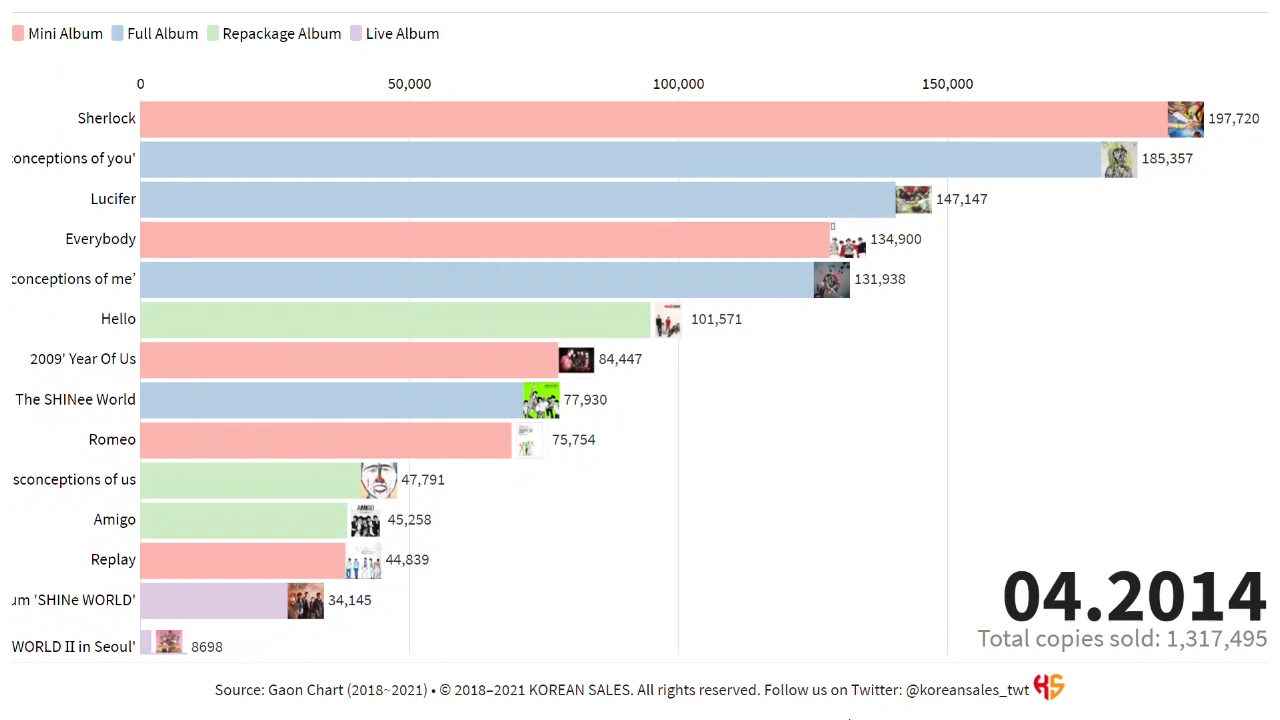 Mini Album Full Album Repackage Album Live Album
0 50,000 100,000 150,000
Sherlock 197,720
conceptions of you' 185,357
Lucifer 147,147
Everybody 134,900
conceptions of me’ 131,938
Hello 101,571
2009' Year Of Us 84,447
The SHINee World 77,930
Romeo 75,754
sconceptions of us 47,791
Amigo 45,258
Replay 44,839
um 'SHINe WORLD' 34,145
WORLD II in Seoul' 8698
04.2014
Total copies sold: 1,317,495
Source: Gaon Chart (2018~2021) • © 2018–2021 KOREAN SALES. All rights reserved. Follow us on Twitter: @koreansales_twt